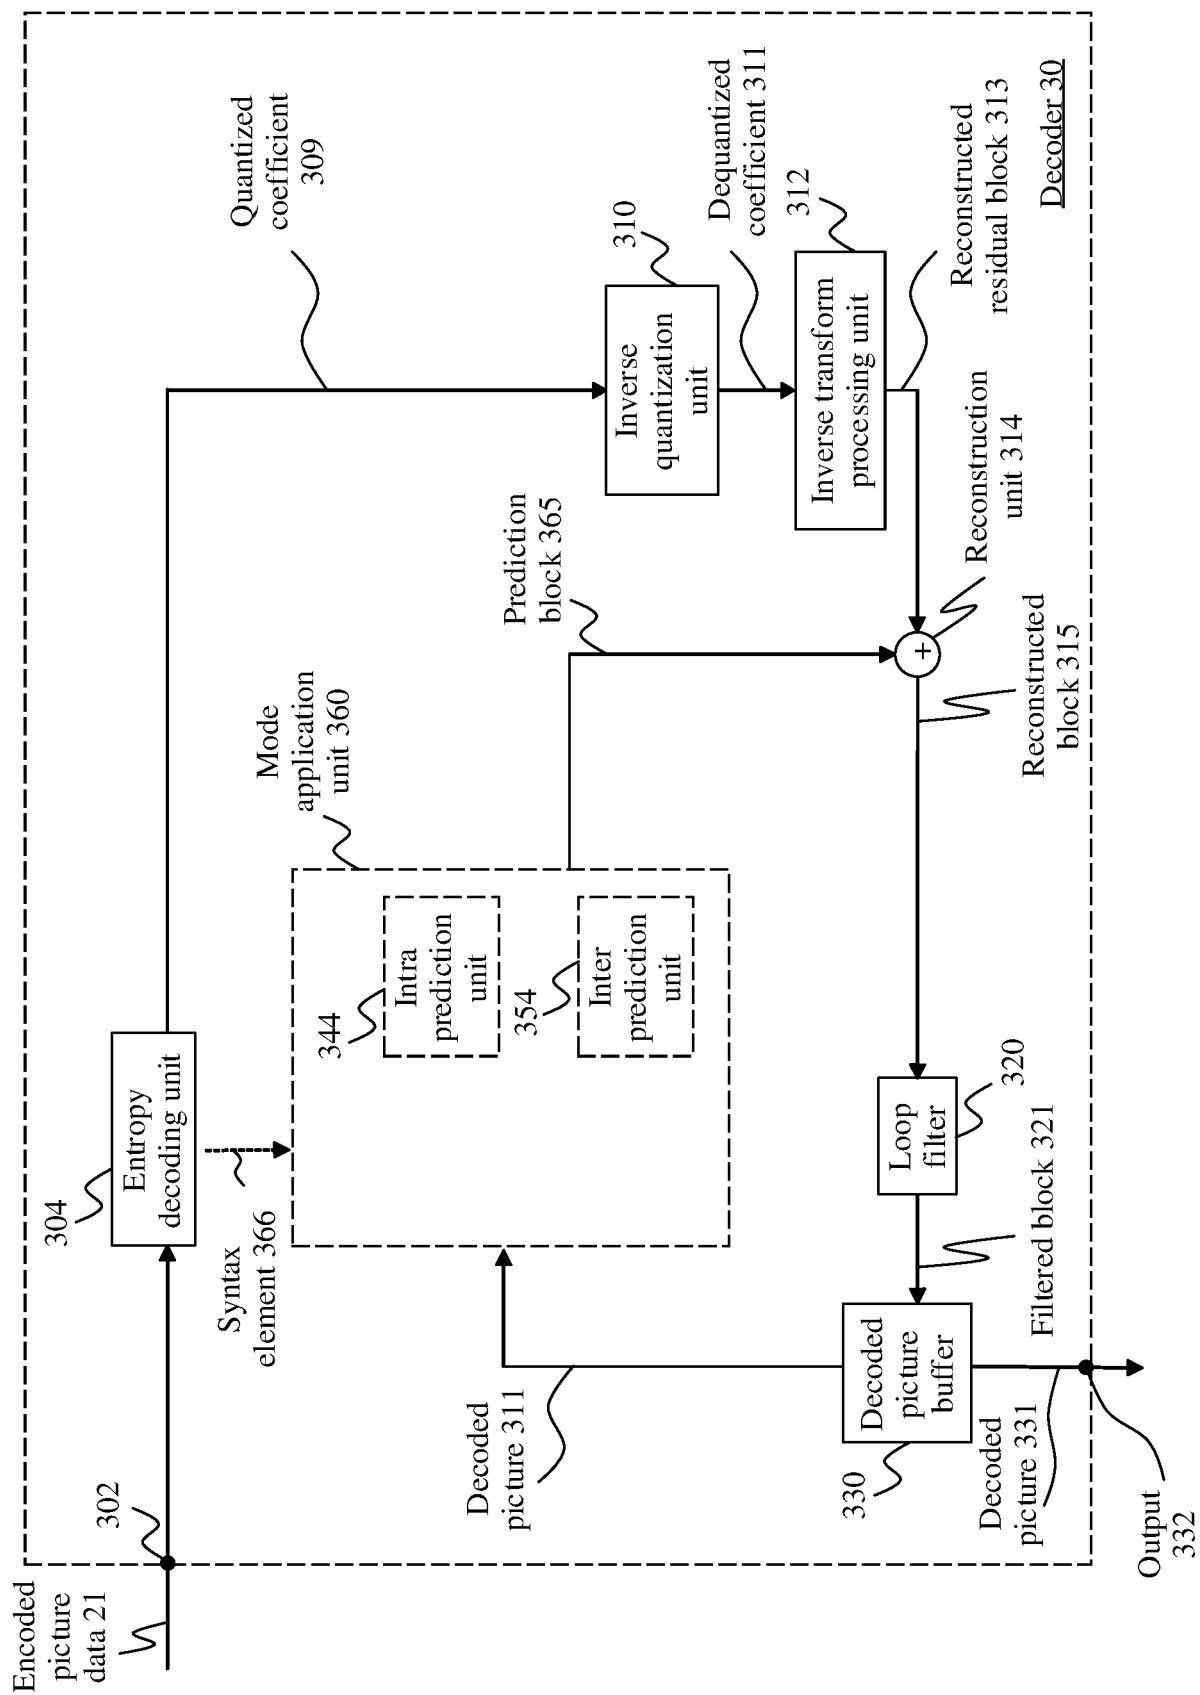 Encoded
picture
data 21
302
304
Entropy
decoding unit
Syntax
element 366
Quantized
coefficient
309
Mode
application
unit 360
344
Intra
prediction
unit
354
Inter
prediction
unit
Prediction
block 365
310
Inverse
quantization
unit
Dequantized
coefficient 311
312
Inverse transform
processing unit
Reconstructed
residual block 313
Decoder 30
Decoded
picture 311
330
Decoded
picture
buffer
Loop
filter
320
Filtered block 321
+
Reconstruction
unit 314
Reconstructed
block 315
Decoded
picture 331
Output
332